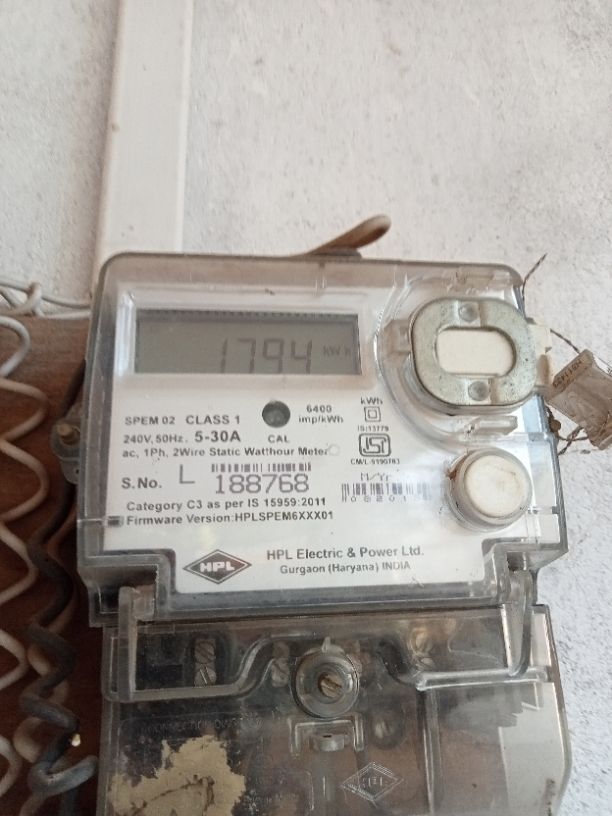 1794 kWh
SPEM 02 CLASS 1
6400
imp/kWh
kWh
240V, 50Hz. 5-30A
CAL
IS:13779
ac, 1Ph, 2Wire Static Watthour Meter
S.No. L 188768
M/Yr.
Category C3 as per IS 15959:2011
Firmware Version:HPLSPEM6XXX01
HPL
HPL Electric & Power Ltd.
Gurgaon (Haryana) INDIA
HPL